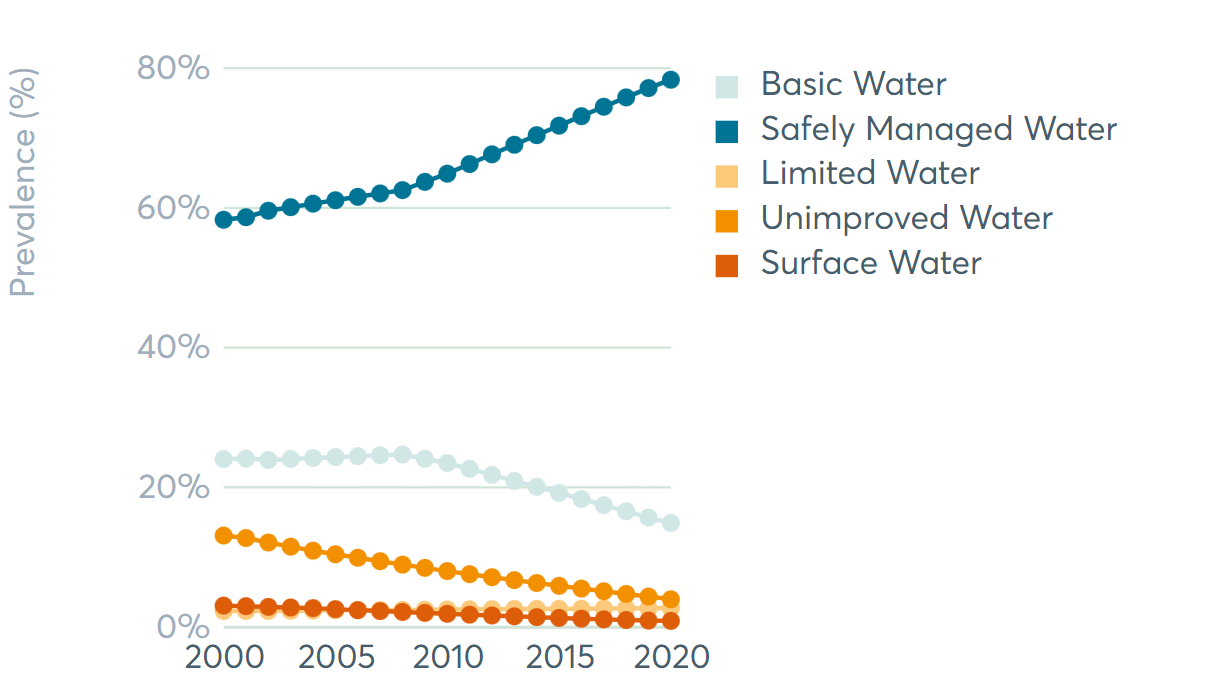 Prevalence (%)
80%
60%
40%
20%
0%
2000 2005 2010 2015 2020
Basic Water
Safely Managed Water
Limited Water
Unimproved Water
Surface Water